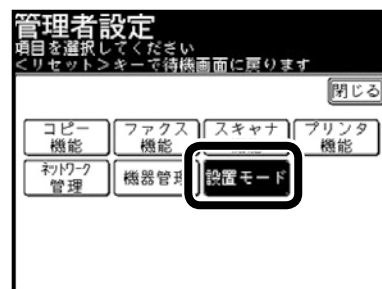 管理者設定
項目を選択してください
<リセット>キーで待機画面に戻ります
閉じる
コピー ファクス スキャナ プリンタ
機能 機能 機能
ネットワーク 機器管 設置モード
管理